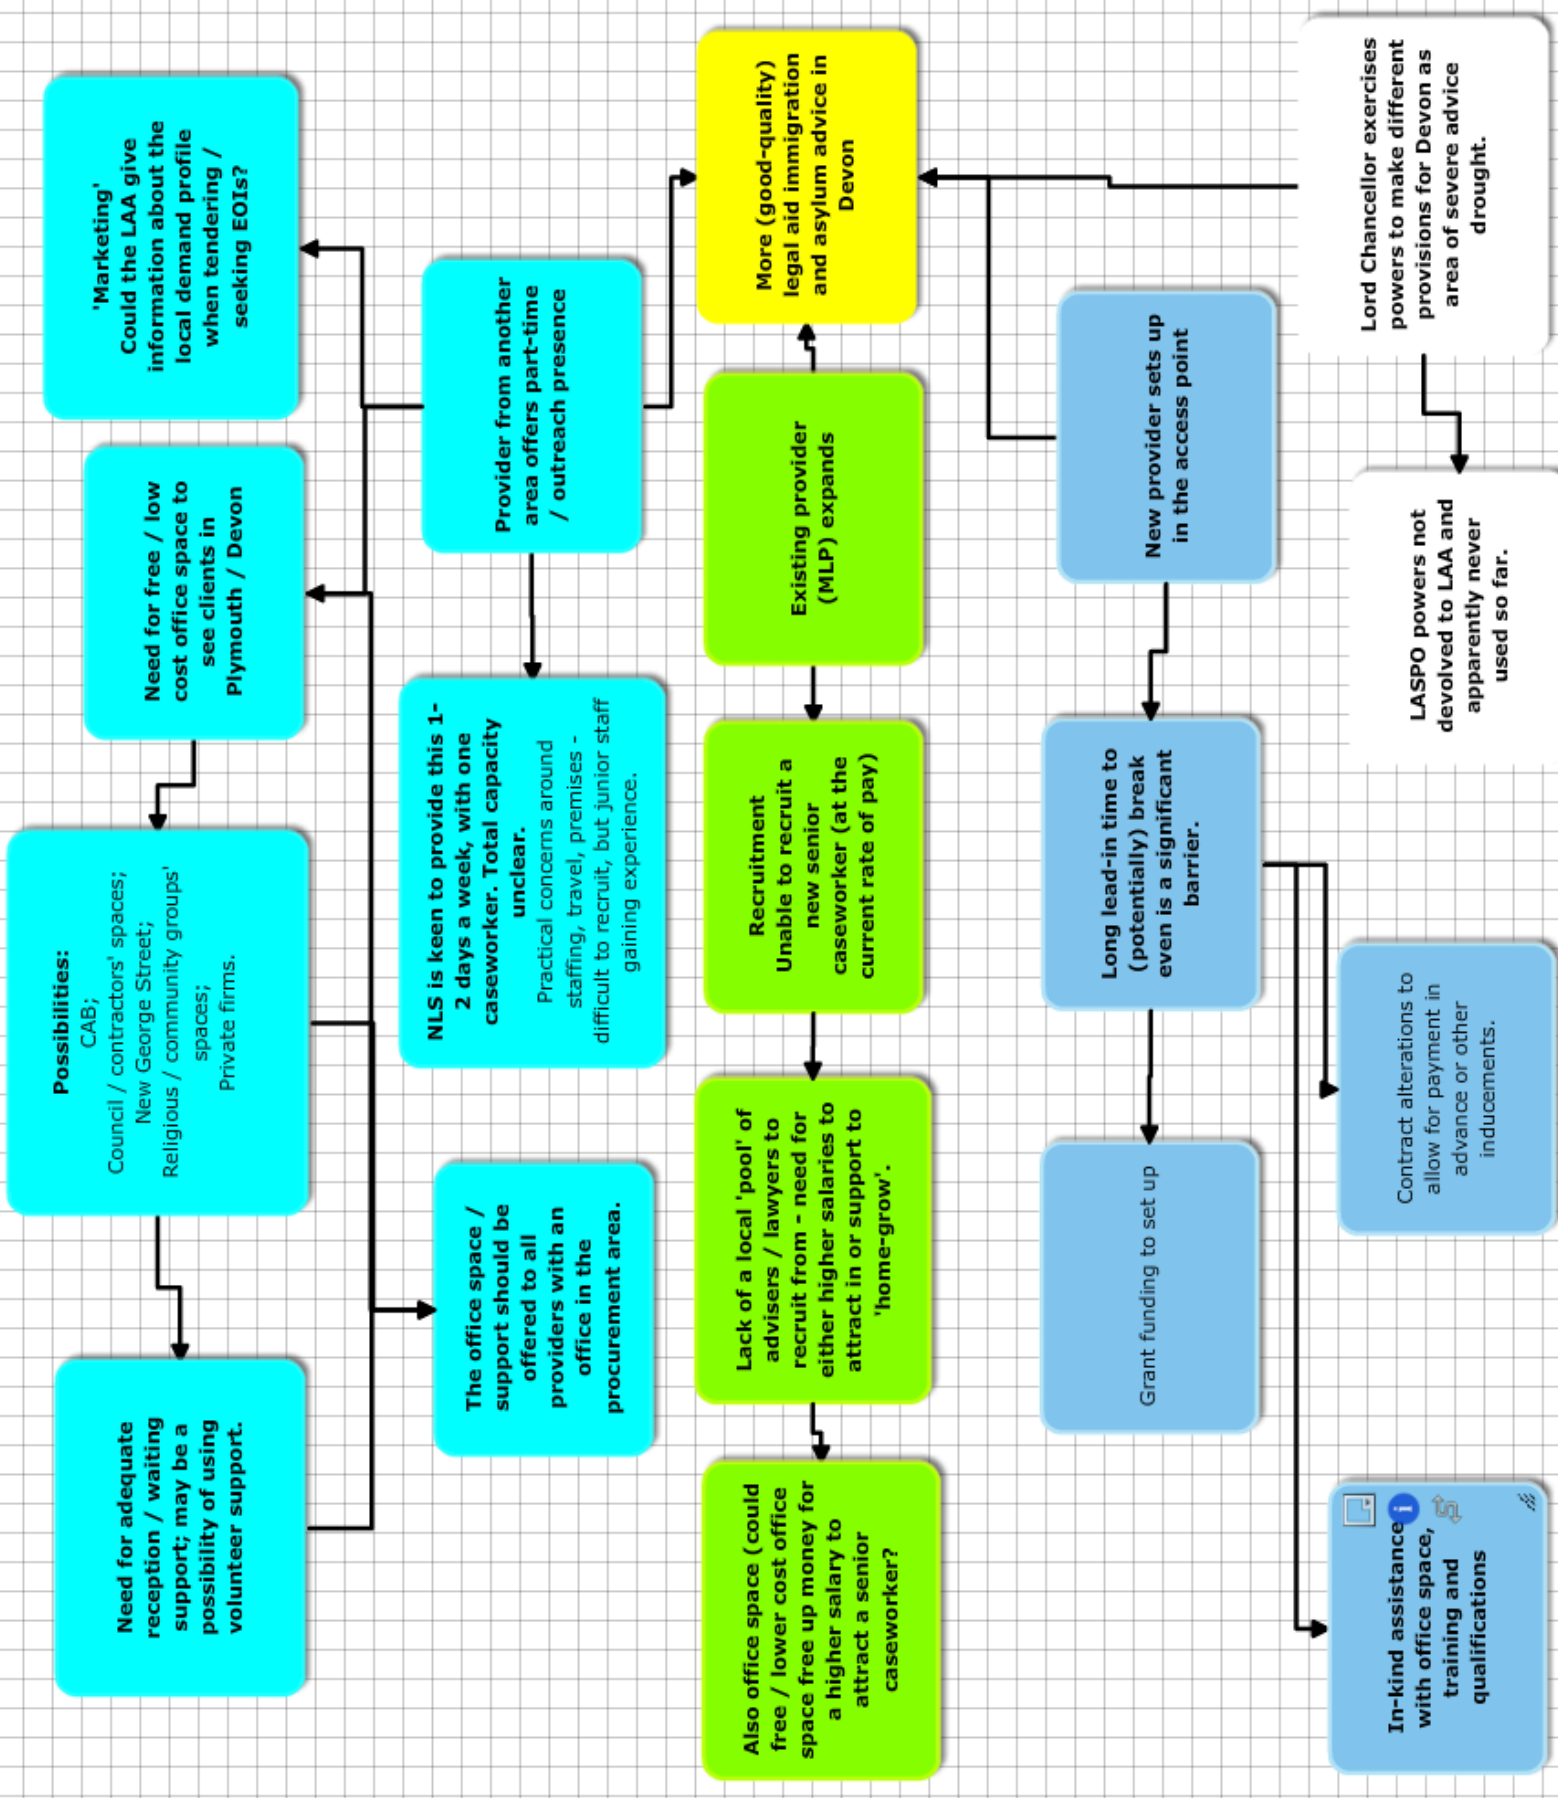 'Marketing'
Could the LAA give
information about the
local demand profile
when tendering /
seeking EOIs?
Need for free / low
cost office space to
see clients in
Plymouth / Devon
Possibilities:
CAB;
Council / contractors' spaces;
New George Street;
Religious / community groups'
spaces;
Private firms.
Need for adequate
reception / waiting
support; may be a
possibility of using
volunteer support.
Provider from another
area offers part-time
/ outreach presence
NLS is keen to provide this 1-
2 days a week, with one
caseworker. Total capacity
unclear.
Practical concerns around
staffing, travel, premises -
difficult to recruit, but junior staff
gaining experience.
The office space /
support should be
offered to all
providers with an
office in the
procurement area.
More (good-quality)
legal aid immigration
and asylum advice in
Devon
Existing provider
(MLP) expands
Recruitment
Unable to recruit a
new senior
caseworker (at the
current rate of pay)
Lack of a local 'pool' of
advisers / lawyers to
recruit from - need for
either higher salaries to
attract in or support to
'home-grow'.
Also office space (could
free / lower cost office
space free up money for
a higher salary to
attract a senior
caseworker?
New provider sets up
in the access point
Long lead-in time to
(potentially) break
even is a significant
barrier.
Grant funding to set up
Lord Chancellor exercises
powers to make different
provisions for Devon as
area of severe advice
drought.
LASPO powers not
devolved to LAA and
apparently never
used so far.
Contract alterations to
allow for payment in
advance or other
inducements.
In-kind assistance
with office space,
training and
qualifications